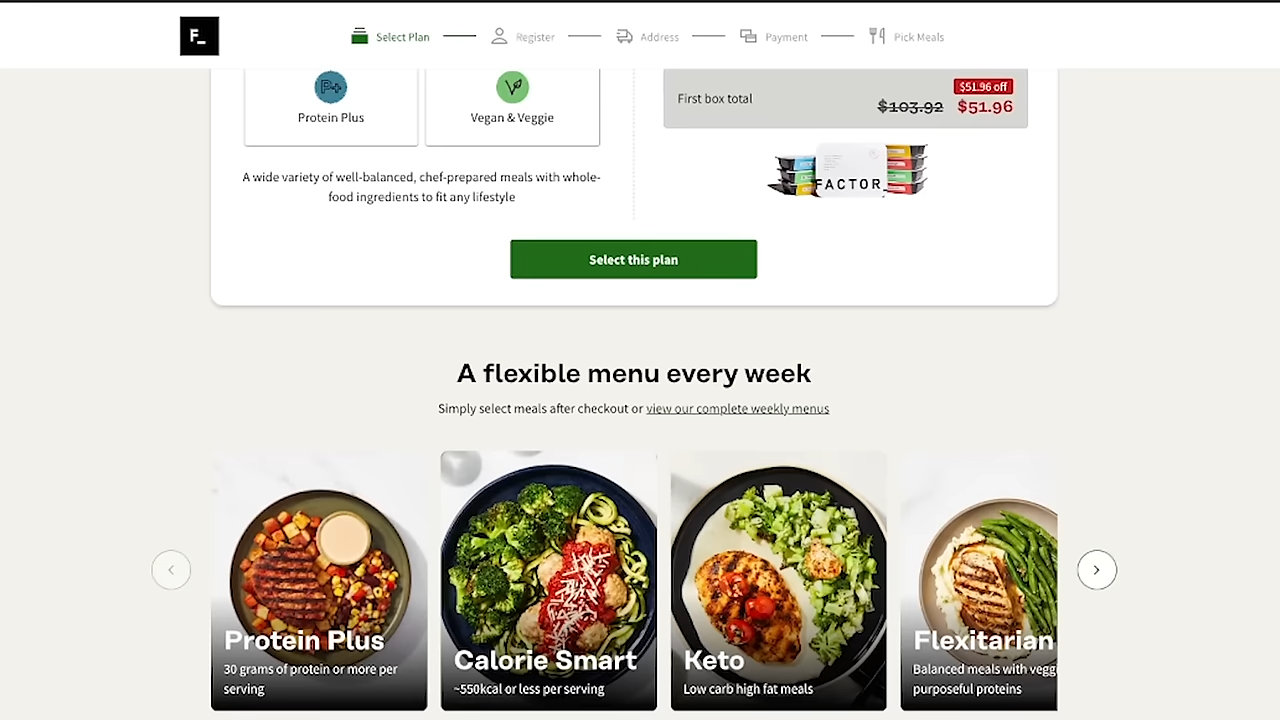 F_
Select Plan
Register
Address
Payment
Pick Meals
P+
Protein Plus
V
Vegan & Veggie
A wide variety of well-balanced, chef-prepared meals with whole-
food ingredients to fit any lifestyle
$51.96 off
First box total
$103.92 $51.96
FACTOR_
Select this plan
A flexible menu every week
Simply select meals after checkout or view our complete weekly menus
Protein Plus
30 grams of protein or more per
serving
Calorie Smart
~550kcal or less per serving
Keto
Low carb high fat meals
Flexitarian
Balanced meals with vegg
purposeful proteins